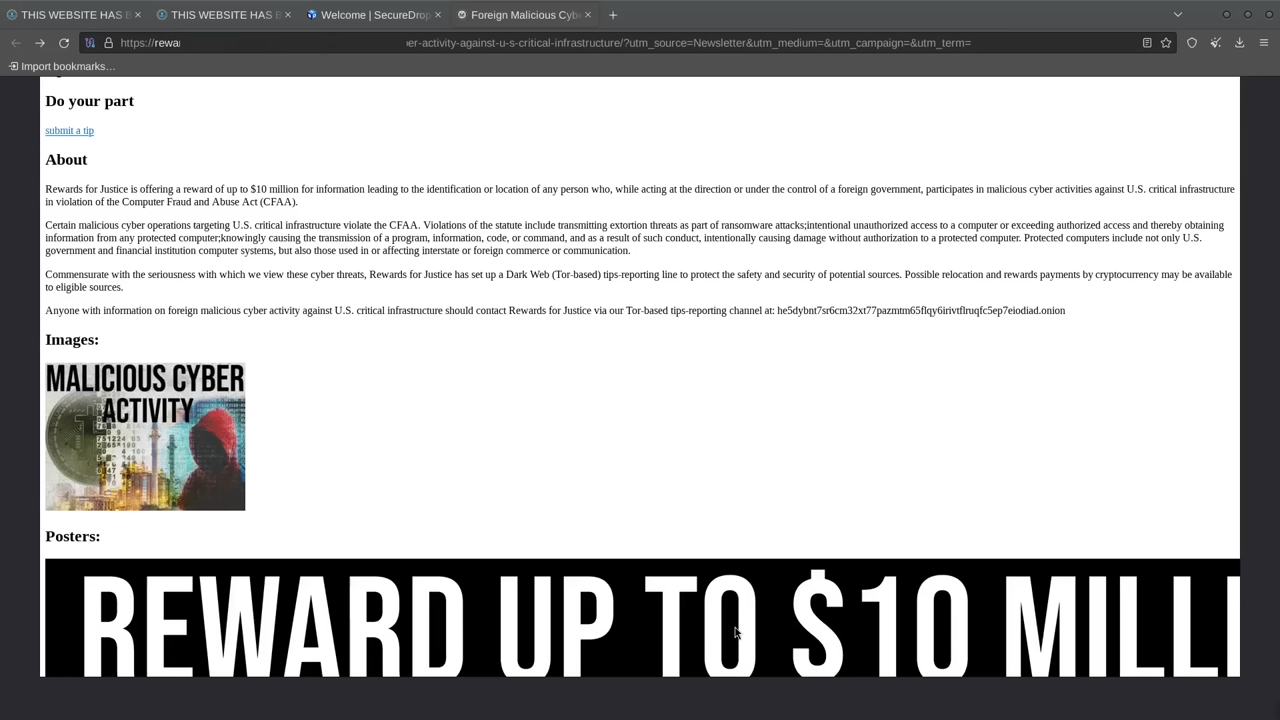 THIS WEBSITE HAS B
THIS WEBSITE HAS B
Welcome | SecureDrop
Foreign Malicious Cybe
https://rewar
er-activity-against-u-s-critical-infrastructure/?utm_source=Newsletter&utm_medium=&utm_campaign=&utm_term=
Import bookmarks…
Do your part
submit a tip
About
Rewards for Justice is offering a reward of up to $10 million for information leading to the identification or location of any person who, while acting at the direction or under the control of a foreign government, participates in malicious cyber activities against U.S. critical infrastructure
in violation of the Computer Fraud and Abuse Act (CFAA).
Certain malicious cyber operations targeting U.S. critical infrastructure violate the CFAA. Violations of the statute include transmitting extortion threats as part of ransomware attacks;intentional unauthorized access to a computer or exceeding authorized access and thereby obtaining
information from any protected computer;knowingly causing the transmission of a program, information, code, or command, and as a result of such conduct, intentionally causing damage without authorization to a protected computer. Protected computers include not only U.S.
government and financial institution computer systems, but also those used in or affecting interstate or foreign commerce or communication.
Commensurate with the seriousness with which we view these cyber threats, Rewards for Justice has set up a Dark Web (Tor-based) tips-reporting line to protect the safety and security of potential sources. Possible relocation and rewards payments by cryptocurrency may be available
to eligible sources.
Anyone with information on foreign malicious cyber activity against U.S. critical infrastructure should contact Rewards for Justice via our Tor-based tips-reporting channel at: he5dybnt7sr6cm32xt77pazmtm65flqy6irivtflruqfc5ep7eiodiad.onion
Images:
MALICIOUS CYBER
ACTIVITY
Posters:
REWARD UP TO $10 MILLI